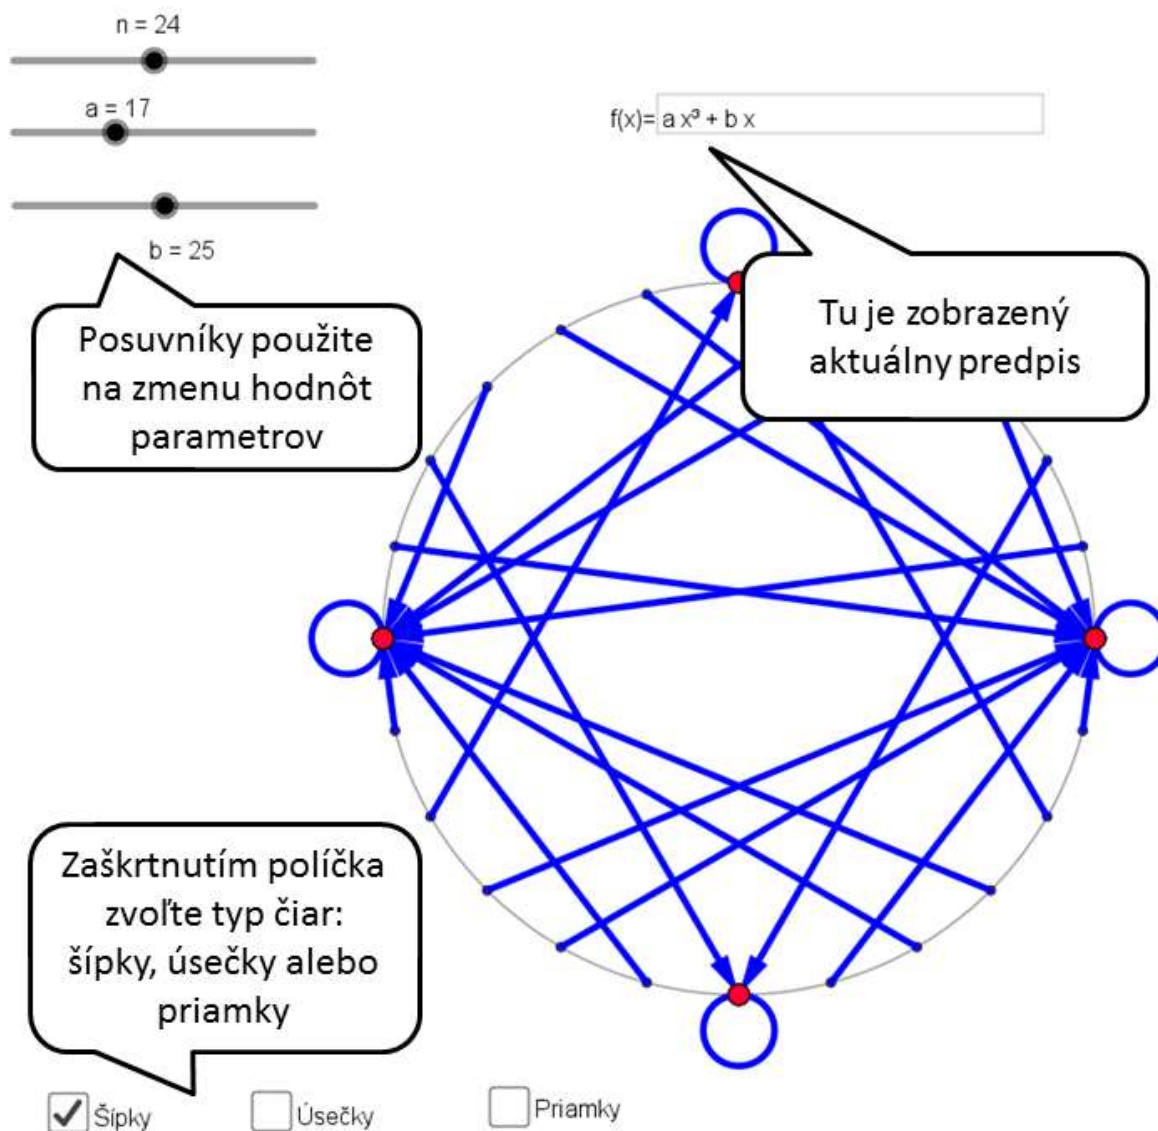 n = 24
a = 17
b = 25
f(x)= a x³ + b x
Posuvníky použite
na zmenu hodnôt
parametrov
Tu je zobrazený
aktuálny predpis
Zaškrtnutím políčka
zvoľte typ čiar:
šípky, úsečky alebo
priamky
Šípky
Úsečky
Priamky